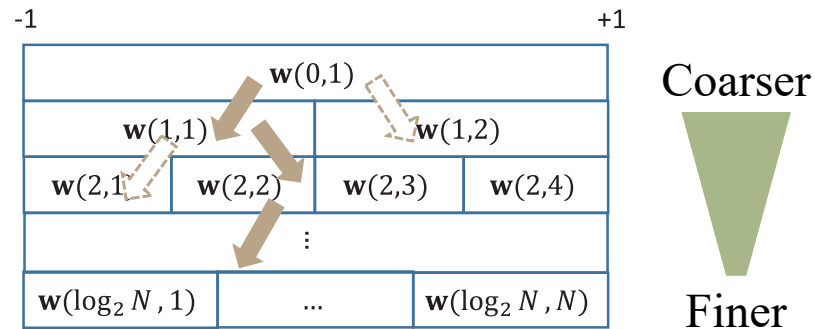 -1 +1
w(0,1)
Coarser
w(1,1) w(1,2)
w(2,1) w(2,2) w(2,3) w(2,4)
⋮
w(log₂ N , 1) ... w(log₂ N , N)
Finer